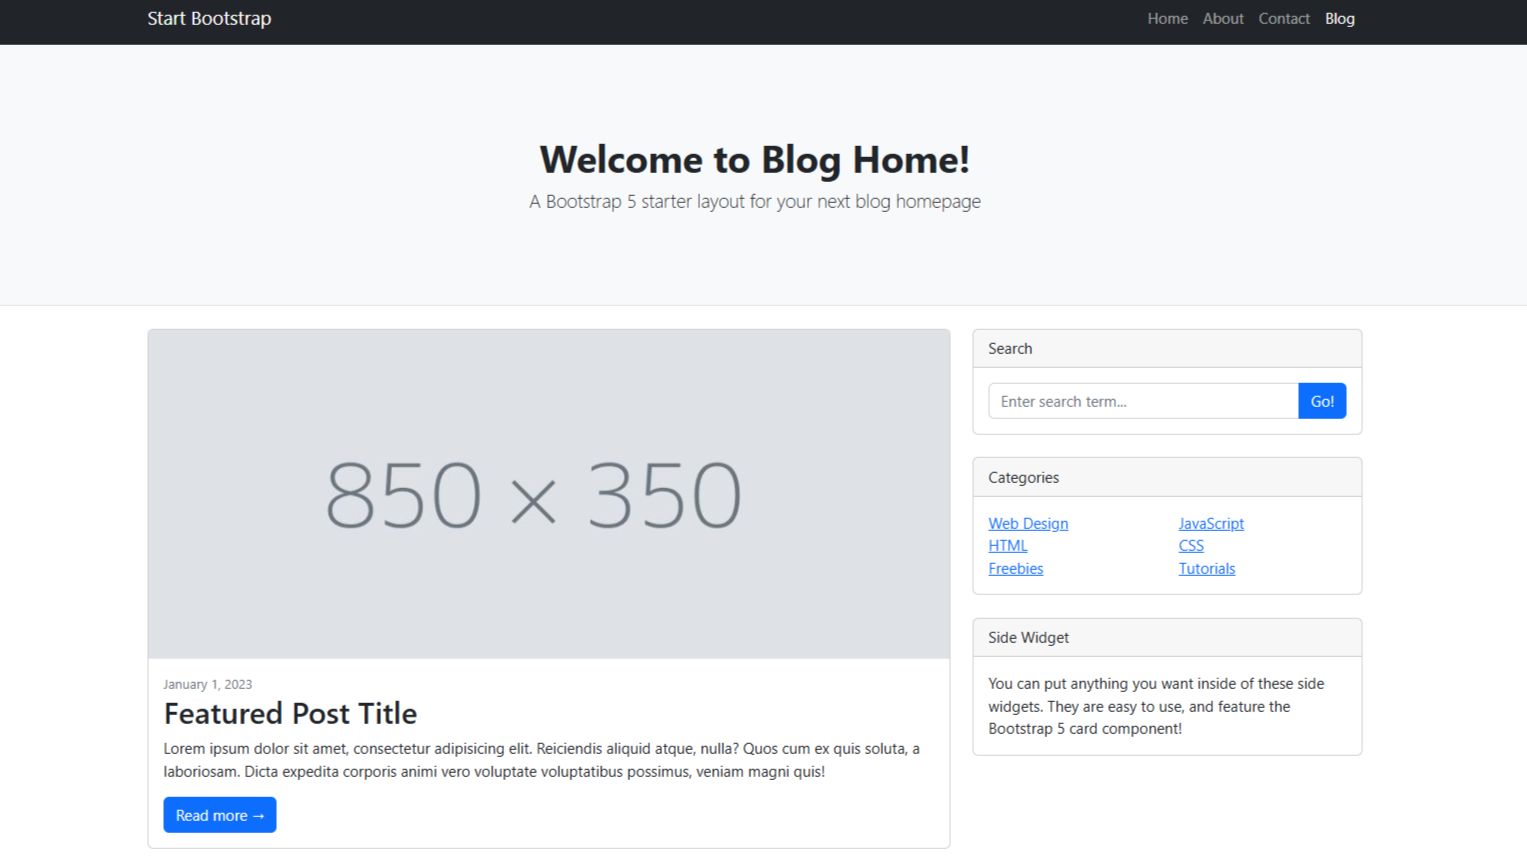 Start Bootstrap
Home About Contact Blog
Welcome to Blog Home!
A Bootstrap 5 starter layout for your next blog homepage
850 × 350
January 1, 2023
Featured Post Title
Lorem ipsum dolor sit amet, consectetur adipisicing elit. Reiciendis aliquid atque, nulla? Quos cum ex quis soluta, a
laboriosam. Dicta expedita corporis animi vero voluptate voluptatibus possimus, veniam magni quis!
Read more →
Search
Enter search term...
Go!
Categories
Web Design
HTML
Freebies
JavaScript
CSS
Tutorials
Side Widget
You can put anything you want inside of these side
widgets. They are easy to use, and feature the
Bootstrap 5 card component!